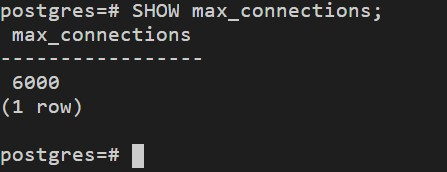 postgres=# SHOW max_connections;
 max_connections
-----------------
 6000
(1 row)

postgres=#